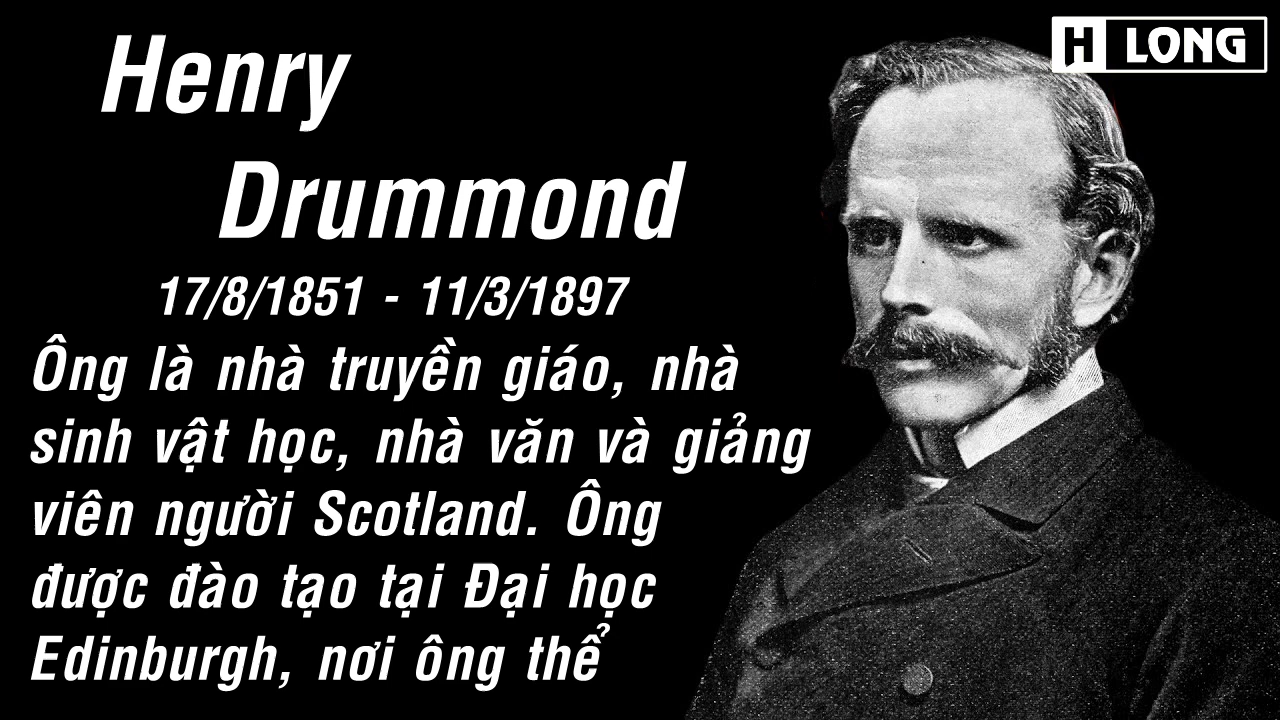 H LONG
Henry
Drummond
17/8/1851 - 11/3/1897
Ông là nhà truyền giáo, nhà
sinh vật học, nhà văn và giảng
viên người Scotland. Ông
được đào tạo tại Đại học
Edinburgh, nơi ông thể